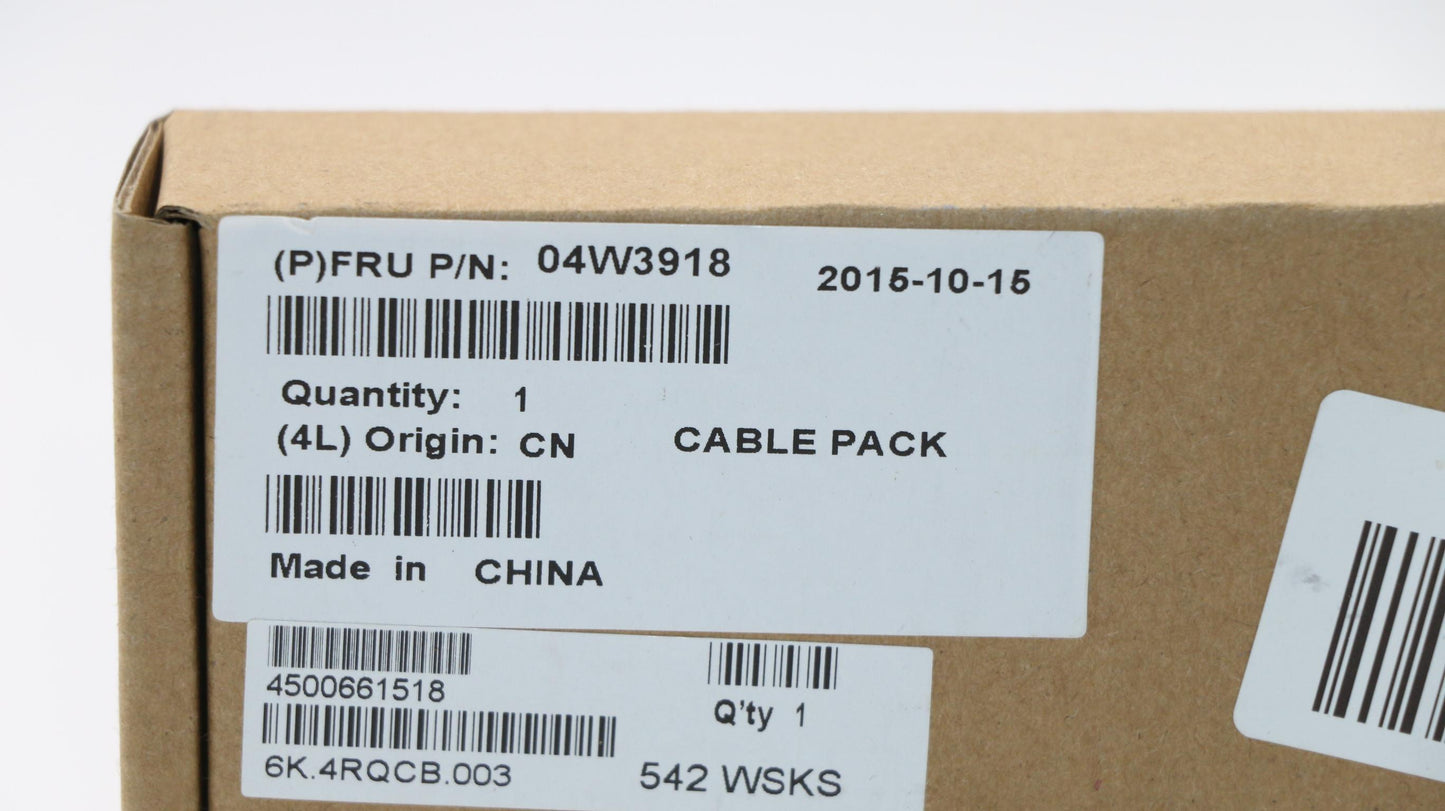 (P)FRU P/N: 04W3918 2015-10-15
Quantity: 1
(4L) Origin: CN CABLE PACK
Made in CHINA
4500661518
Q'ty 1
6K.4RQCB.003 542 WSKS